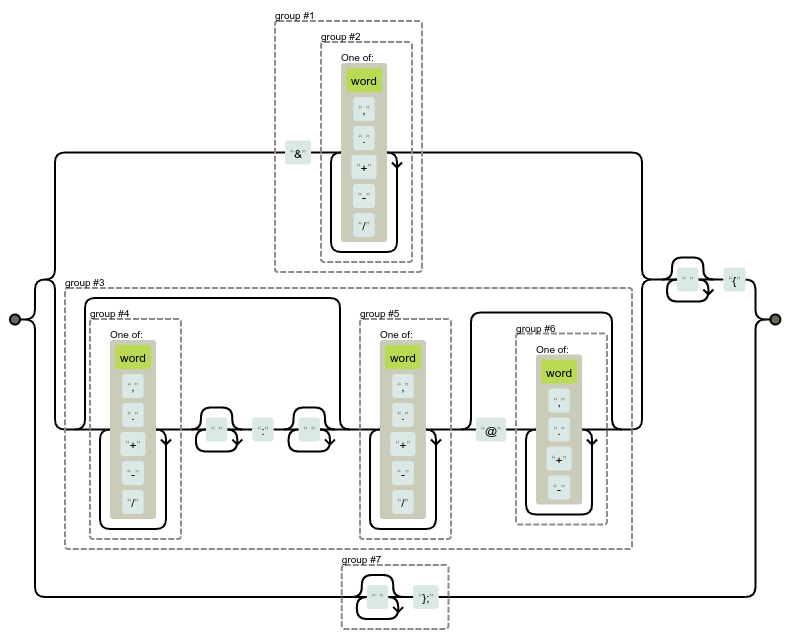 group #1
group #2
One of:
word
“,”
“.”
“+”
“-”
“/”
“&”
group #3
group #4
One of:
word
“,”
“.”
“+”
“-”
“/”
“ ”
“:”
“ ”
group #5
One of:
word
“,”
“.”
“+”
“-”
“/”
“@”
group #6
One of:
word
“,”
“.”
“+”
“-”
“ ”
“{”
group #7
“ ”
“};”